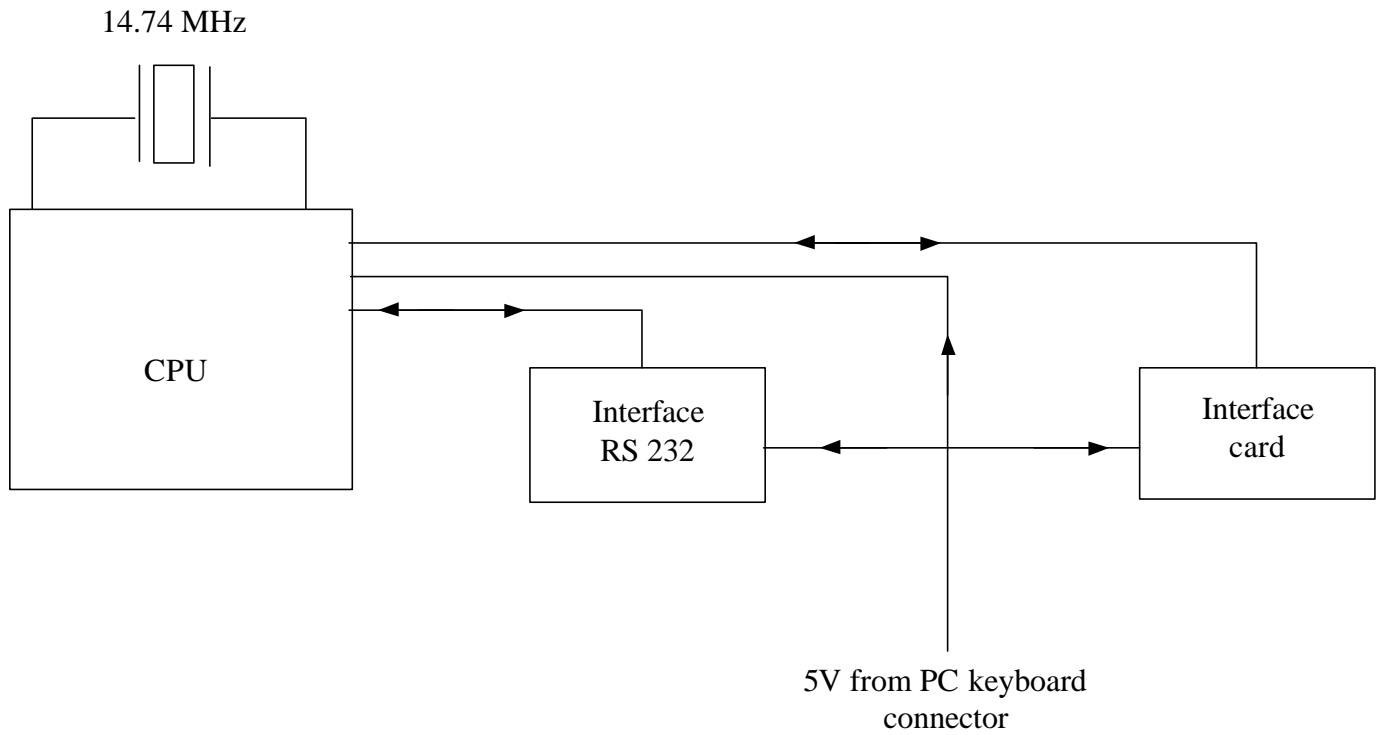 14.74 MHz
CPU
Interface
RS 232
Interface
card
5V from PC keyboard
connector